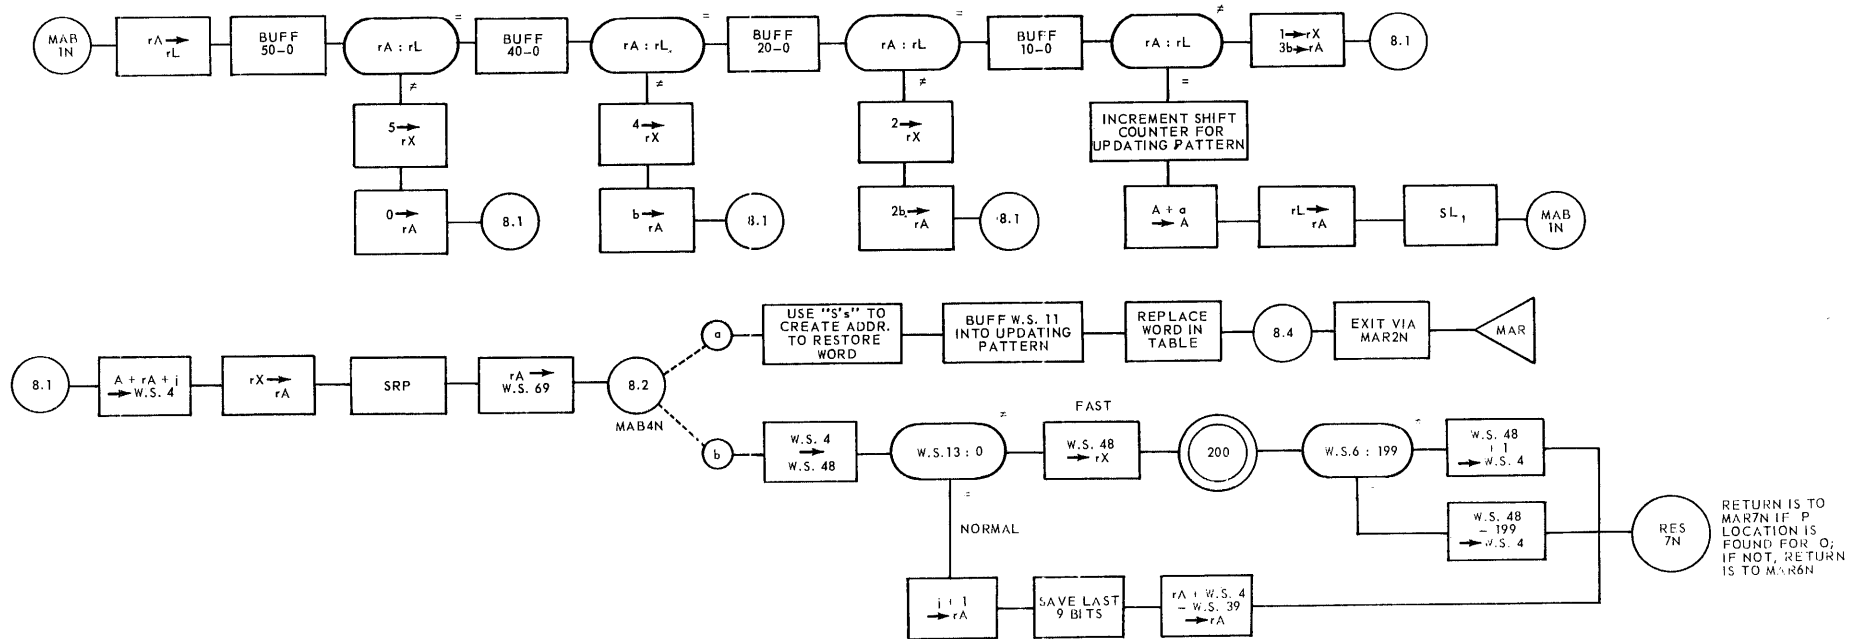 MAB
1N
rA →
rL
BUFF
50-0
rA : rL
=
BUFF
40-0
rA : rL
=
BUFF
20-0
rA : rL
=
BUFF
10-0
rA : rL
≠
1→rX
3b→rA
8.1
≠
≠
≠
=
5→
rX
4→
rX
2→
rX
INCREMENT SHIFT
COUNTER FOR
UPDATING PATTERN
0→
rA
8.1
b→
rA
8.1
2b→
rA
8.1
A + a
→ A
rL→
rA
SL1
MAB
1N
a
USE "S's" TO
CREATE ADDR.
TO RESTORE
WORD
BUFF W.S. 11
INTO UPDATING
PATTERN
REPLACE
WORD IN
TABLE
8.4
EXIT VIA
MAR2N
MAR
8.1
A + rA + j
→ W.S. 4
rX→
rA
SRP
rA →
W.S. 69
8.2
MAB4N
b
W.S. 4
→
W.S. 48
W.S.13 : 0
≠
FAST
W.S. 48
→ rX
200
W.S.6 : 199
W.S. 48
+ 1
→ W.S. 4
=
NORMAL
W.S. 48
- 199
→ W.S. 4
RES
7N
RETURN IS TO
MAR7N IF P
LOCATION IS
FOUND FOR O;
IF NOT, RETURN
IS TO MAR6N
j + 1
→ rA
SAVE LAST
9 BITS
rA + W.S. 4
- W.S. 39
→ rA